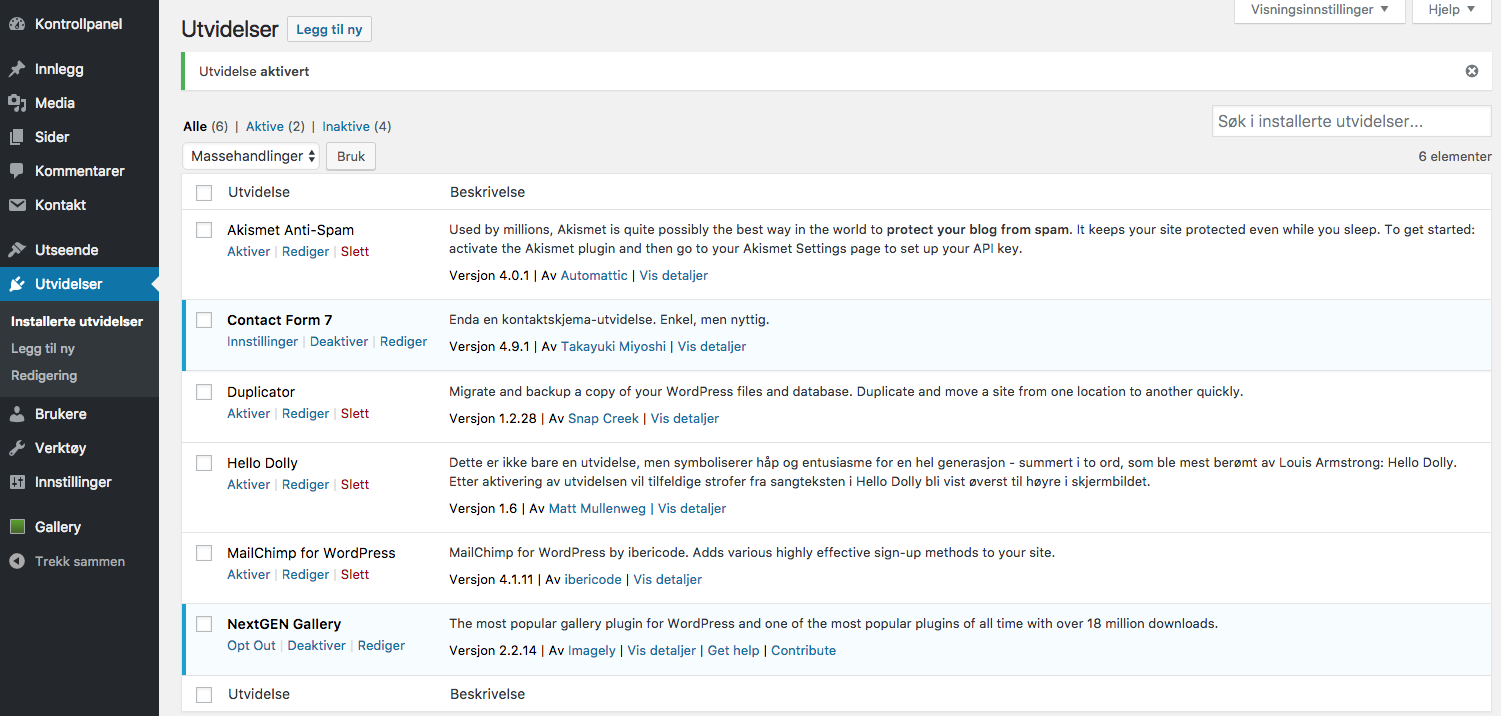 Kontrollpanel
Innlegg
Media
Sider
Kommentarer
Kontakt
Utseende
Utvidelser
Installerte utvidelser
Legg til ny
Redigering
Brukere
Verktøy
Innstillinger
Gallery
Trekk sammen
Visningsinnstillinger
Hjelp
Utvidelser Legg til ny
Utvidelse aktivert
Alle (6) | Aktive (2) | Inaktive (4)
Søk i installerte utvidelser...
Massehandlinger Bruk
6 elementer
Utvidelse Beskrivelse
Akismet Anti-Spam
Aktiver | Rediger | Slett
Used by millions, Akismet is quite possibly the best way in the world to protect your blog from spam. It keeps your site protected even while you sleep. To get started:
activate the Akismet plugin and then go to your Akismet Settings page to set up your API key.
Versjon 4.0.1 | Av Automattic | Vis detaljer
Contact Form 7
Innstillinger | Deaktiver | Rediger
Enda en kontaktskjema-utvidelse. Enkel, men nyttig.
Versjon 4.9.1 | Av Takayuki Miyoshi | Vis detaljer
Duplicator
Aktiver | Rediger | Slett
Migrate and backup a copy of your WordPress files and database. Duplicate and move a site from one location to another quickly.
Versjon 1.2.28 | Av Snap Creek | Vis detaljer
Hello Dolly
Aktiver | Rediger | Slett
Dette er ikke bare en utvidelse, men symboliserer håp og entusiasme for en hel generasjon - summert i to ord, som ble mest berømt av Louis Armstrong: Hello Dolly.
Etter aktivering av utvidelsen vil tilfeldige strofer fra sangteksten i Hello Dolly bli vist øverst til høyre i skjermbildet.
Versjon 1.6 | Av Matt Mullenweg | Vis detaljer
MailChimp for WordPress
Aktiver | Rediger | Slett
MailChimp for WordPress by ibericode. Adds various highly effective sign-up methods to your site.
Versjon 4.1.11 | Av ibericode | Vis detaljer
NextGEN Gallery
Opt Out | Deaktiver | Rediger
The most popular gallery plugin for WordPress and one of the most popular plugins of all time with over 18 million downloads.
Versjon 2.2.14 | Av Imagely | Vis detaljer | Get help | Contribute
Utvidelse Beskrivelse